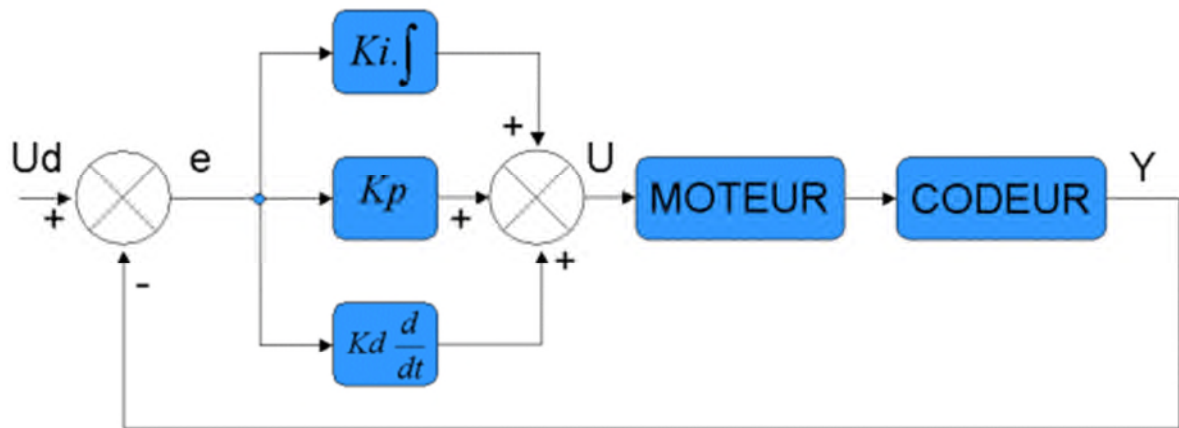 Ki.∫
+
Ud
e
Kp
U
MOTEUR
CODEUR
Y
+
+
+
-
Kd d/dt